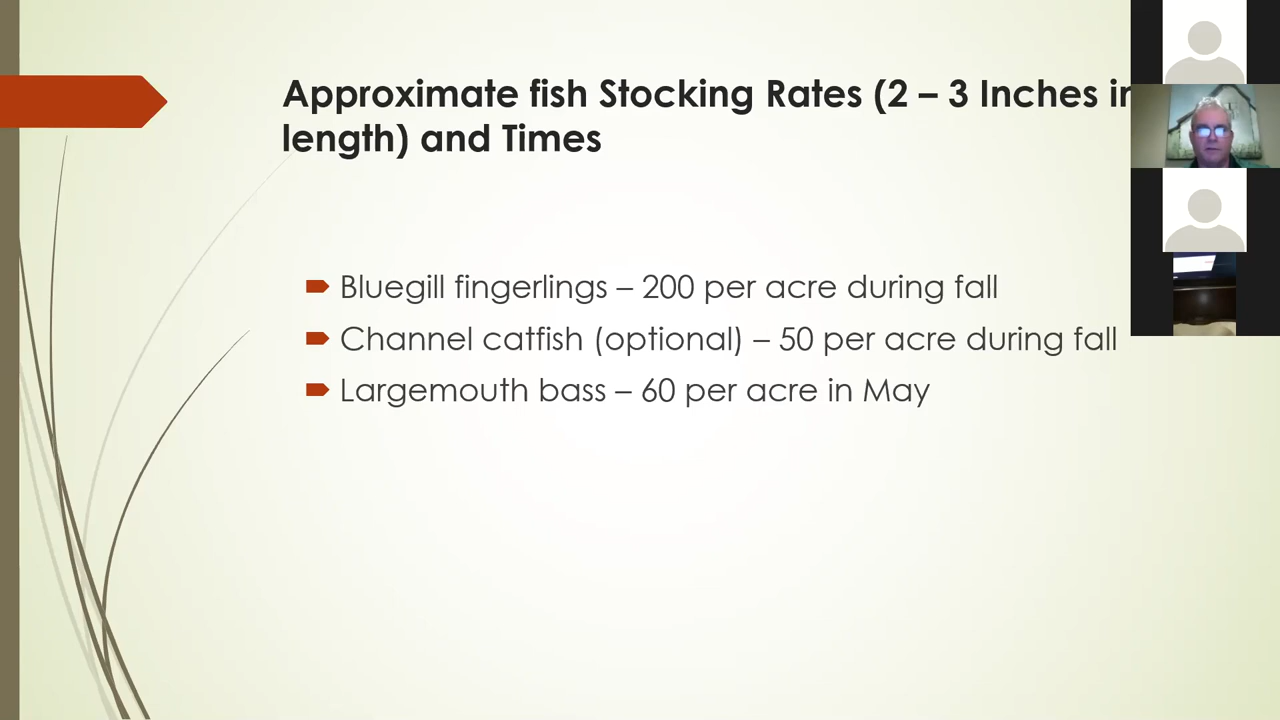 Approximate fish Stocking Rates (2 – 3 Inches in
length) and Times
Bluegill fingerlings – 200 per acre during fall
Channel catfish (optional) – 50 per acre during fall
Largemouth bass – 60 per acre in May